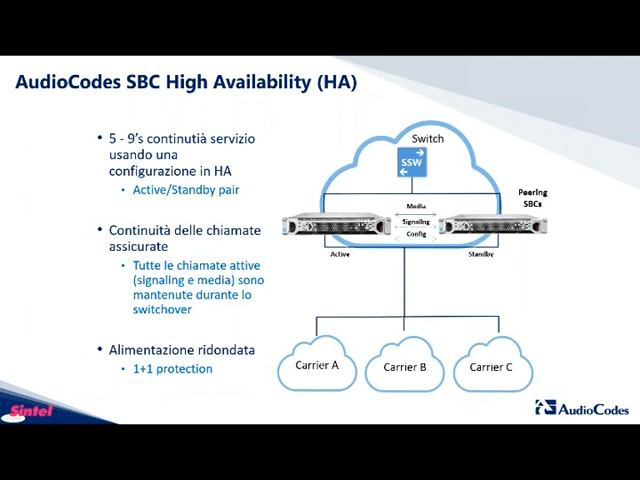 AudioCodes SBC High Availability (HA)
• 5 - 9's continutià servizio
usando una
configurazione in HA
• Active/Standby pair
• Continuità delle chiamate
assicurate
• Tutte le chiamate attive
(signaling e media) sono
mantenute durante lo
switchover
• Alimentazione ridondata
• 1+1 protection
Switch
SSW
Peering
SBCs
Media
Signaling
Config
Active
Standby
Carrier A
Carrier B
Carrier C
Sintel
AudioCodes